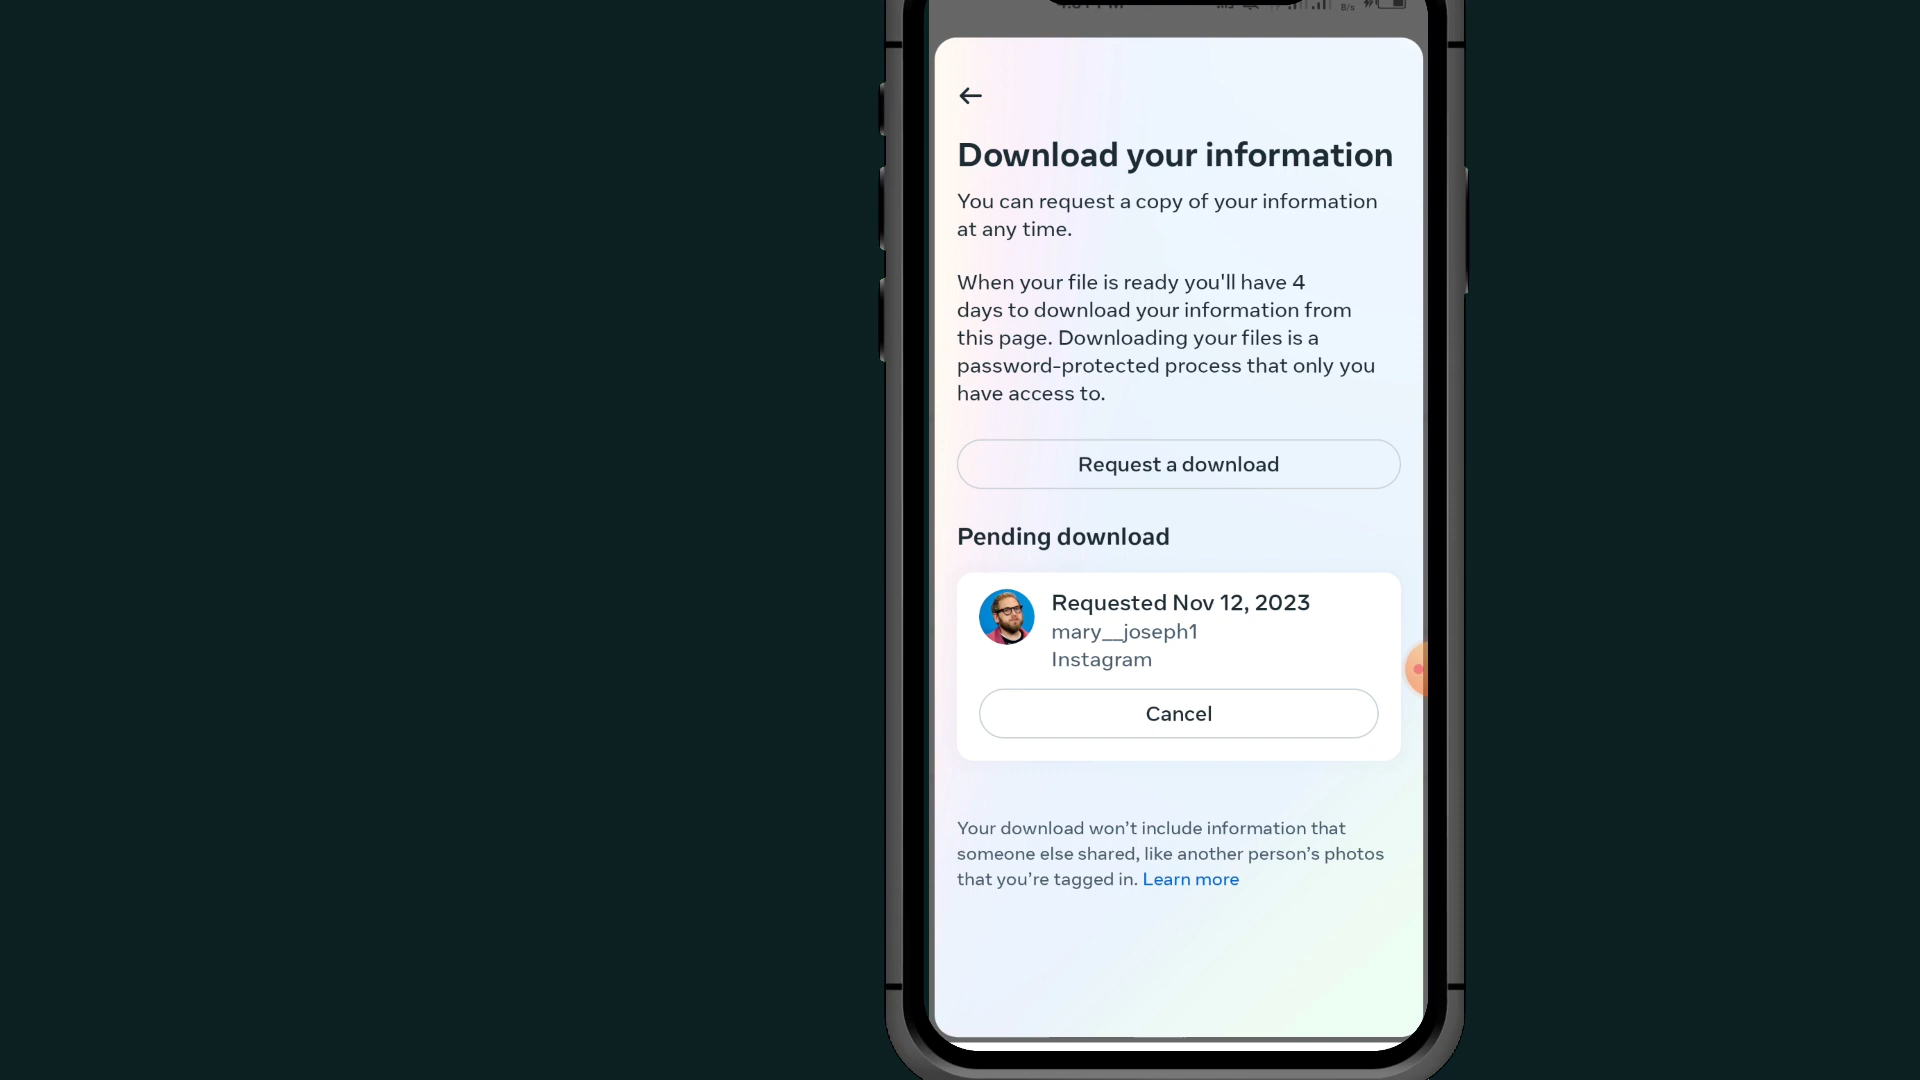 Download your information
You can request a copy of your information
at any time.
When your file is ready you'll have 4
days to download your information from
this page. Downloading your files is a
password-protected process that only you
have access to.
Request a download
Pending download
Requested Nov 12, 2023
mary__joseph1
Instagram
Cancel
Your download won’t include information that
someone else shared, like another person’s photos
that you’re tagged in. Learn more